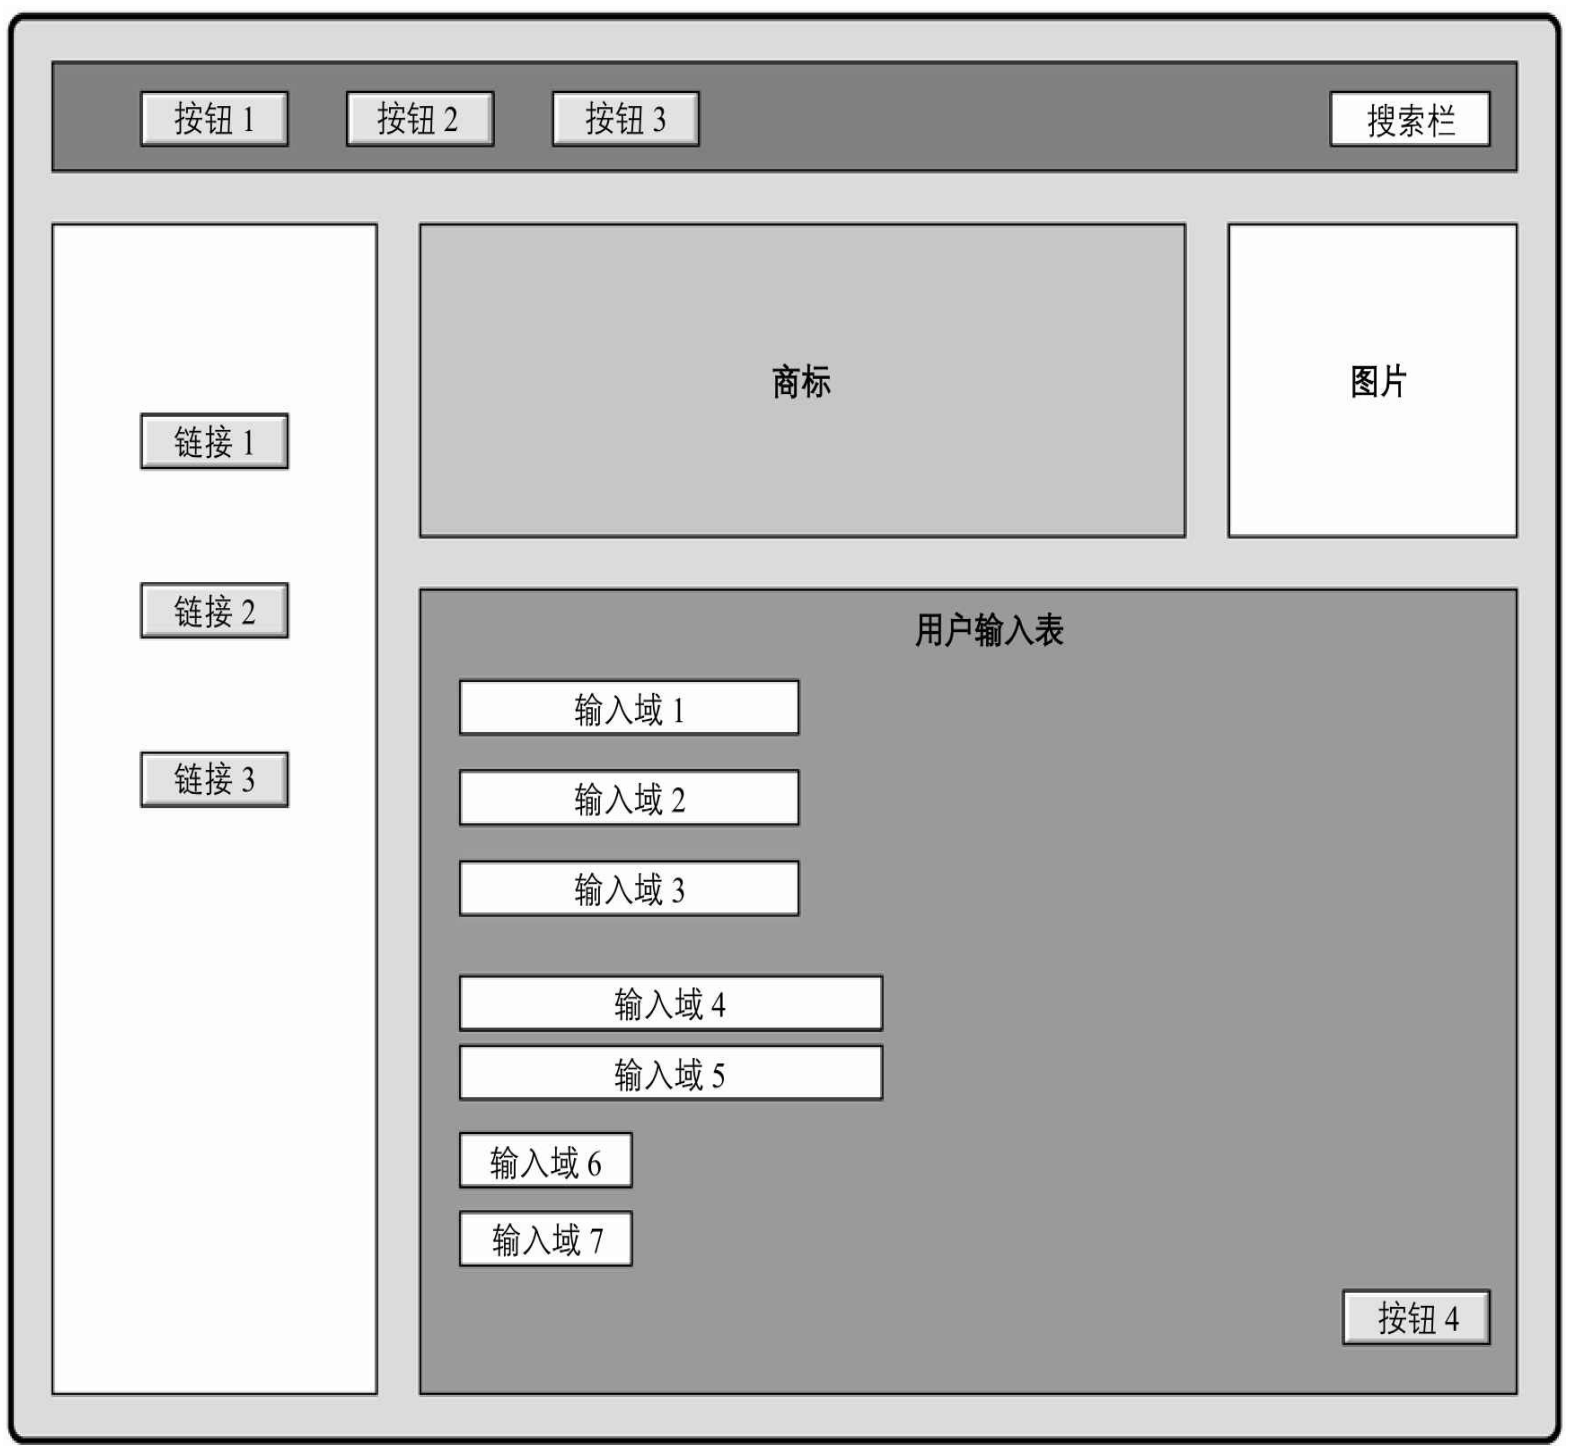 按钮 1
按钮 2
按钮 3
搜索栏
商标
图片
链接 1
链接 2
链接 3
用户输入表
输入域 1
输入域 2
输入域 3
输入域 4
输入域 5
输入域 6
输入域 7
按钮 4